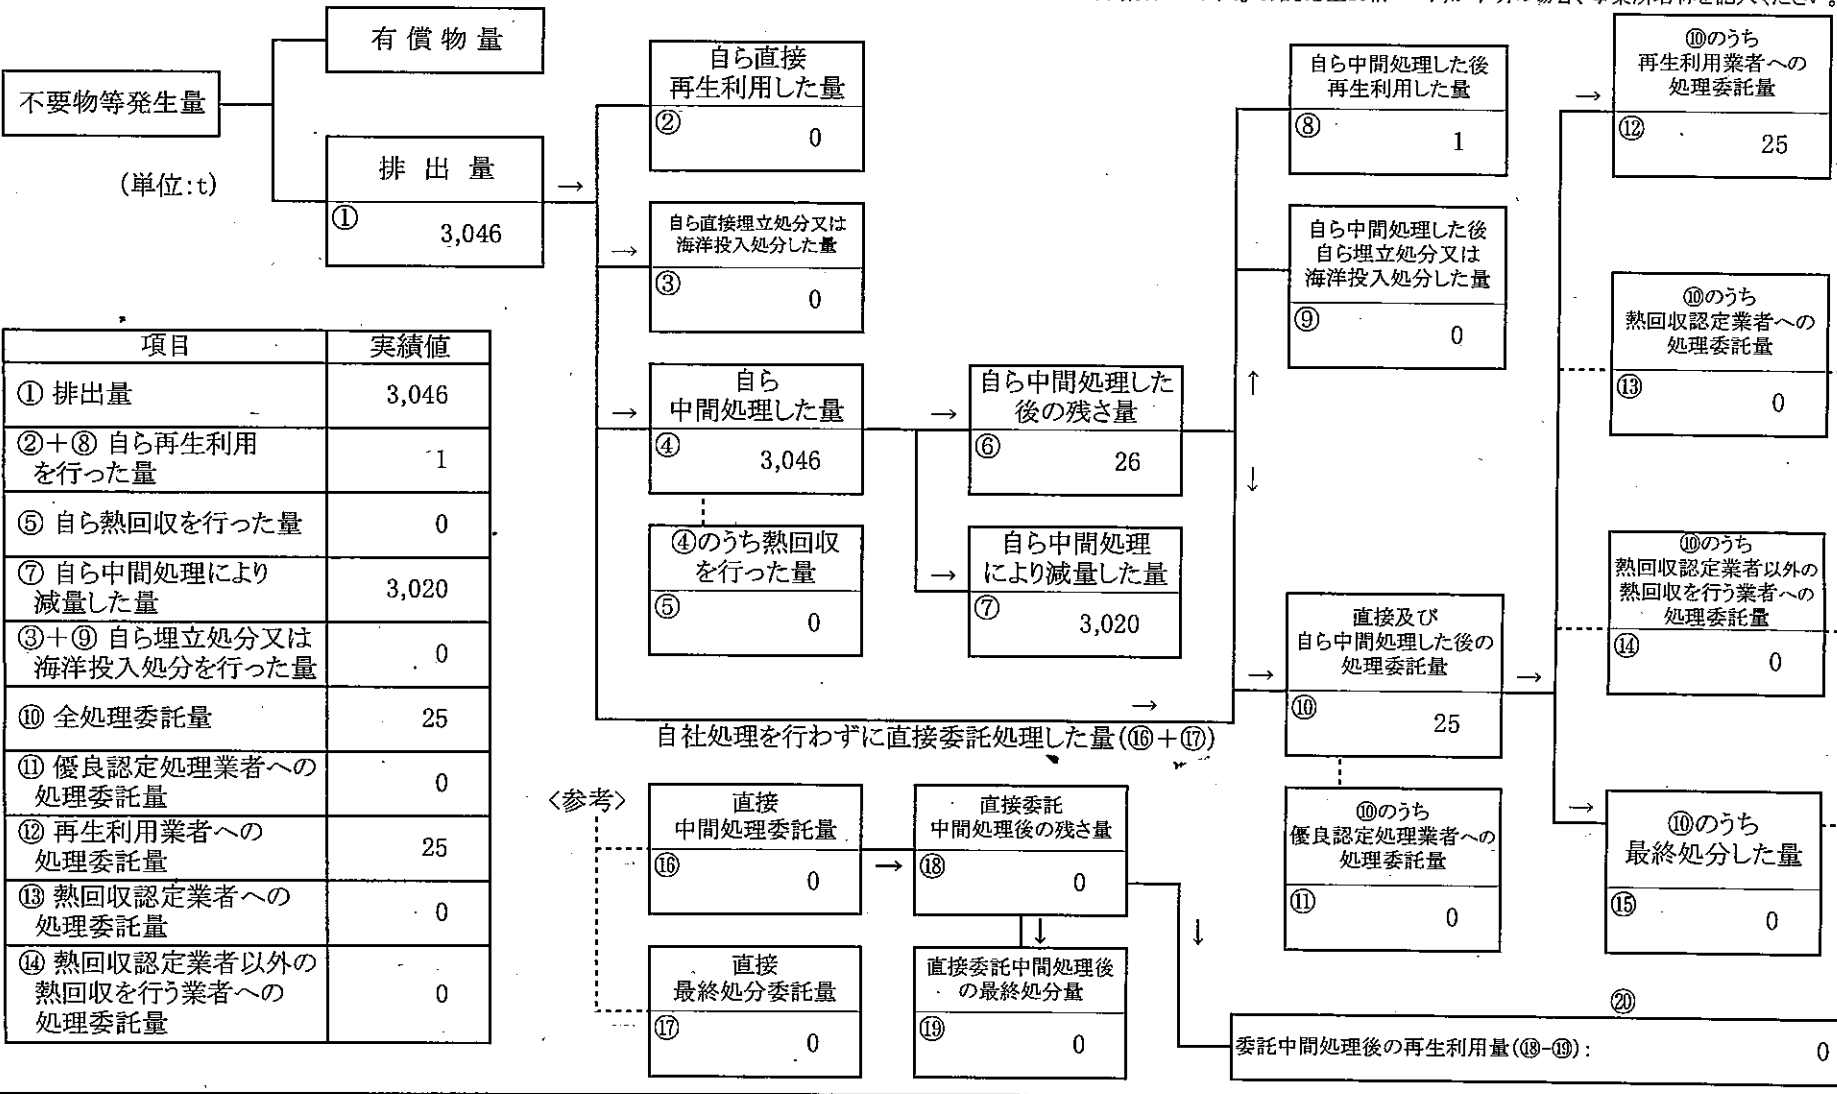 不要物等発生量
有償物量
(単位:t)
排出量
①
3,046
自ら直接
再生利用した量
②
0
自ら直接埋立処分又は
海洋投入処分した量
③
0
自ら
中間処理した量
④
3,046
④のうち熱回収
を行った量
⑤
0
自ら中間処理した
後の残さ量
⑥
26
自ら中間処理
により減量した量
⑦
3,020
自ら中間処理した後
再生利用した量
⑧
1
自ら中間処理した後
自ら埋立処分又は
海洋投入処分した量
⑨
0
直接及び
自ら中間処理した後の
処理委託量
⑩
25
⑩のうち
優良認定処理業者への
処理委託量
⑪
0
⑩のうち
再生利用業者への
処理委託量
⑫
25
⑩のうち
熱回収認定業者への
処理委託量
⑬
0
⑩のうち
熱回収認定業者以外の
熱回収を行う業者への
処理委託量
⑭
0
⑩のうち
最終処分した量
⑮
0
自社処理を行わずに直接委託処理した量(⑯+⑰)
〈参考〉
直接
中間処理委託量
⑯
0
直接
最終処分委託量
⑰
0
直接委託
中間処理後の残さ量
⑱
0
直接委託中間処理後
の最終処分量
⑲
0
⑳
委託中間処理後の再生利用量(⑱-⑲): 0
項目 実績値
① 排出量 3,046
②+⑧ 自ら再生利用
を行った量 1
⑤ 自ら熱回収を行った量 0
⑦ 自ら中間処理により
減量した量 3,020
③+⑨ 自ら埋立処分又は
海洋投入処分を行った量 0
⑩ 全処理委託量 25
⑪ 優良認定処理業者への
処理委託量 0
⑫ 再生利用業者への
処理委託量 25
⑬ 熱回収認定業者への
処理委託量 0
⑭ 熱回収認定業者以外の
熱回収を行う業者への
処理委託量 0